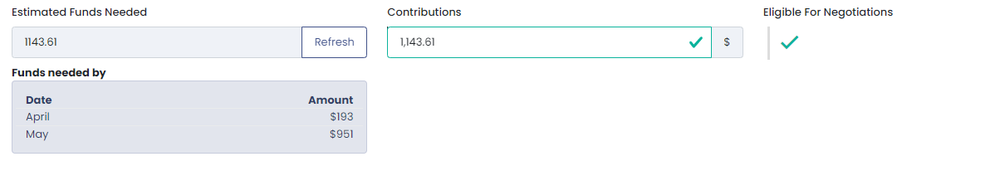 Estimated Funds Needed
Contributions
Eligible For Negotiations
1143.61
Refresh
1,143.61
$
Funds needed by
Date Amount
April $193
May $951